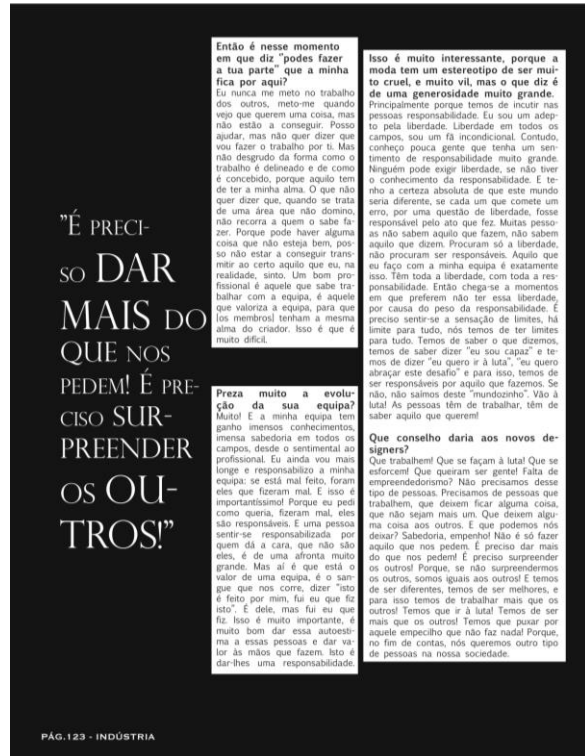 "É PRECI-
SO DAR
MAIS DO
QUE NOS
PEDEM! É PRE-
CISO SUR-
PREENDER
OS OU-
TROS!"
Então é nesse momento
em que diz "podes fazer
a tua parte" que a minha
fica por aqui?
Eu nunca me meto no trabalho
dos outros, meto-me quando
vejo que querem uma coisa, mas
não estão a conseguir. Posso
ajudar, mas não quer dizer que
vou fazer o trabalho por ti. Mas
não desgrudo da forma como o
trabalho é delineado e de como
é concebido, porque aquilo tem
de ter a minha alma. O que não
quer dizer que, quando se trata
de uma área que não domino,
não recorra a quem o sabe fa-
zer. Porque pode haver alguma
coisa que não esteja bem, pos-
so não estar a conseguir trans-
mitir ao certo aquilo que eu, na
realidade, sinto. Um bom pro-
fissional é aquele que sabe tra-
balhar com a equipa, é aquele
que valoriza a equipa, para que
[os membros] tenham a mesma
alma do criador. Isso é que é
muito difícil.
Preza muito a evolu-
ção da sua equipa?
Muito! E a minha equipa tem
ganho imensos conhecimentos,
imensa sabedoria em todos os
campos, desde o sentimental ao
profissional. Eu ainda vou mais
longe e responsabilizo a minha
equipa: se está mal feito, foram
eles que fizeram mal. E isso é
importantíssimo! Porque eu pedi
como queria, fizeram mal, eles
são responsáveis. E uma pessoa
sentir-se responsabilizada por
quem dá a cara, que não são
eles, é de uma afronta muito
grande. Mas aí é que está o
valor de uma equipa, é o san-
gue que nos corre, dizer "isto
é feito por mim, fui eu que fiz
isto". É dele, mas fui eu que
fiz. Isso é muito importante, é
muito bom dar essa autoesti-
ma a essas pessoas e dar va-
lor às mãos que fazem. Isto é
dar-lhes uma responsabilidade.
Isso é muito interessante, porque a
moda tem um estereotipo de ser mui-
to cruel, e muito vil, mas o que diz é
de uma generosidade muito grande.
Principalmente porque temos de incutir nas
pessoas responsabilidade. Eu sou um adep-
to pela liberdade. Liberdade em todos os
campos, sou um fã incondicional. Contudo,
conheço pouca gente que tenha um sen-
timento de responsabilidade muito grande.
Ninguém pode exigir liberdade, se não tiver
o conhecimento da responsabilidade. E te-
nho a certeza absoluta de que este mundo
seria diferente, se cada um que comete um
erro, por uma questão de liberdade, fosse
responsável pelo ato que fez. Muitas pesso-
as não sabem aquilo que fazem, não sabem
aquilo que dizem. Procuram só a liberdade,
não procuram ser responsáveis. Aquilo que
eu faço com a minha equipa é exatamente
isso. Têm toda a liberdade, com toda a res-
ponsabilidade. Então chega-se a momentos
em que preferem não ter essa liberdade,
por causa do peso da responsabilidade. É
preciso sentir-se a sensação de limites, há
limite para tudo, nós temos de ter limites
para tudo. Temos de saber o que dizemos,
temos de saber dizer "eu sou capaz" e te-
mos de dizer "eu quero ir à luta", "eu quero
abraçar este desafio" e para isso, temos de
ser responsáveis por aquilo que fazemos. Se
não, não saímos deste "mundozinho". Vão à
luta! As pessoas têm de trabalhar, têm de
saber aquilo que querem!
Que conselho daria aos novos de-
signers?
Que trabalhem! Que se façam à luta! Que se
esforcem! Que queiram ser gente! Falta de
empreendedorismo? Não precisamos desse
tipo de pessoas. Precisamos de pessoas que
trabalhem, que deixem ficar alguma coisa,
que não sejam mais um. Que deixem algu-
ma coisa aos outros. E que podemos nós
deixar? Sabedoria, empenho! Não é só fazer
aquilo que nos pedem. É preciso dar mais
do que nos pedem! É preciso surpreender
os outros! Porque, se não surpreendermos
os outros, somos iguais aos outros! E temos
de ser diferentes, temos de ser melhores, e
para isso temos de trabalhar mais que os
outros! Temos que ir à luta! Temos de ser
mais que os outros! Temos que puxar por
aquele empecilho que não faz nada! Porque,
no fim de contas, nós queremos outro tipo
de pessoas na nossa sociedade.
PÁG.123 - INDÚSTRIA